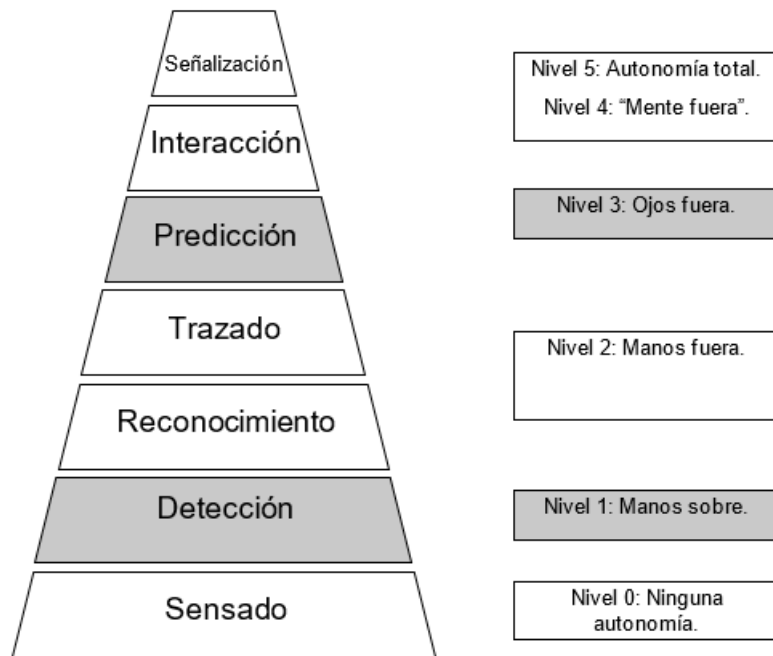 Señalización
Interacción
Predicción
Trazado
Reconocimiento
Detección
Sensado
Nivel 5: Autonomía total.
Nivel 4: “Mente fuera”.
Nivel 3: Ojos fuera.
Nivel 2: Manos fuera.
Nivel 1: Manos sobre.
Nivel 0: Ninguna
autonomía.